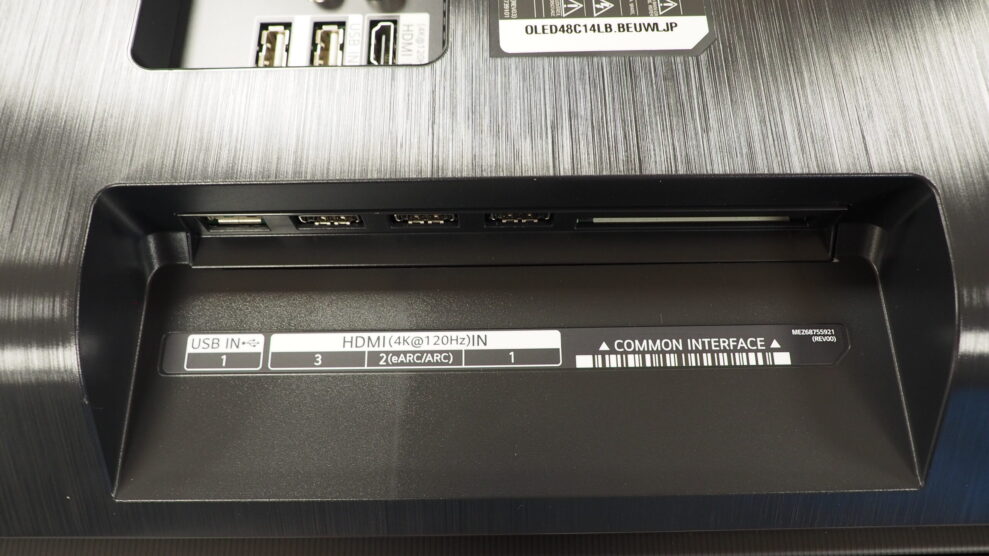 USB IN
HDMI
OLED48C14LB.BEUWLJP
USB IN
1
HDMI(4K@120Hz)IN
3
2(eARC/ARC)
1
▲ COMMON INTERFACE ▲
MEZ68755921
(REV00)